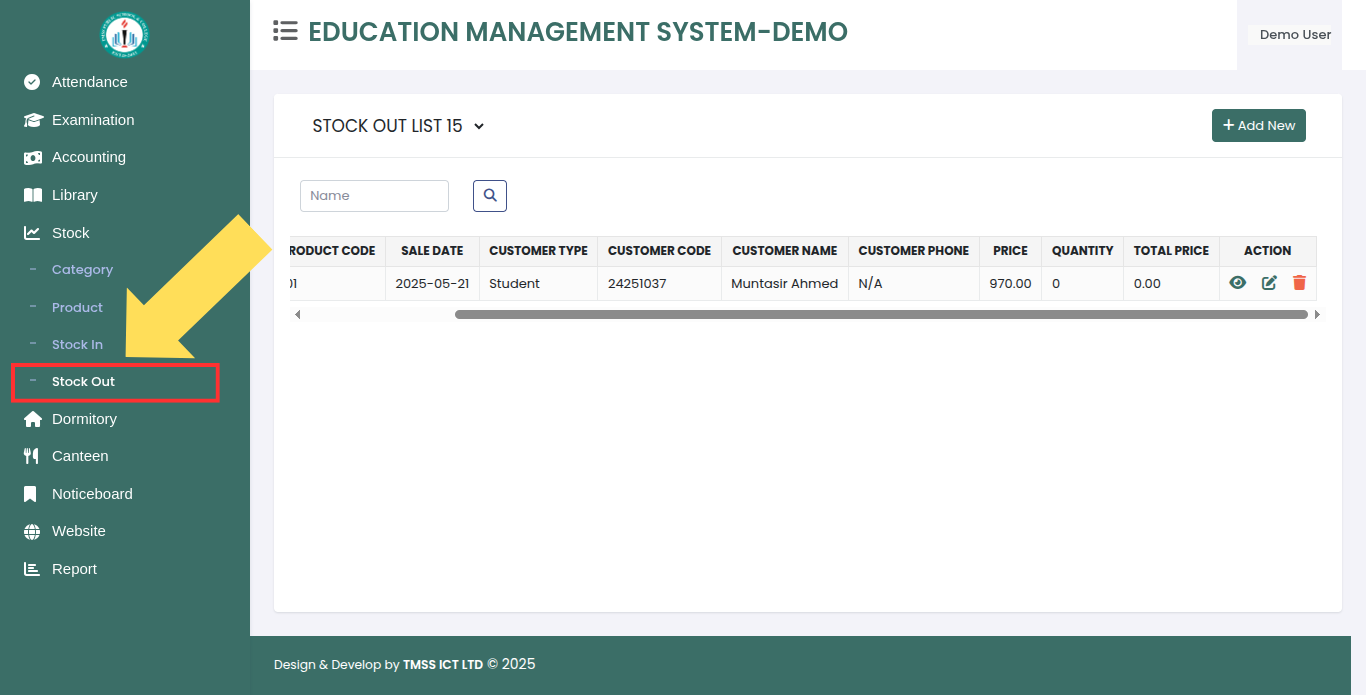 EDUCATION MANAGEMENT SYSTEM-DEMO
Demo User
Attendance
Examination
Accounting
Library
Stock
Category
Product
Stock In
Stock Out
Dormitory
Canteen
Noticeboard
Website
Report
STOCK OUT LIST 15
+ Add New
Name
RODUCT CODE SALE DATE CUSTOMER TYPE CUSTOMER CODE CUSTOMER NAME CUSTOMER PHONE PRICE QUANTITY TOTAL PRICE ACTION
01 2025-05-21 Student 24251037 Muntasir Ahmed N/A 970.00 0 0.00
Design & Develop by TMSS ICT LTD © 2025